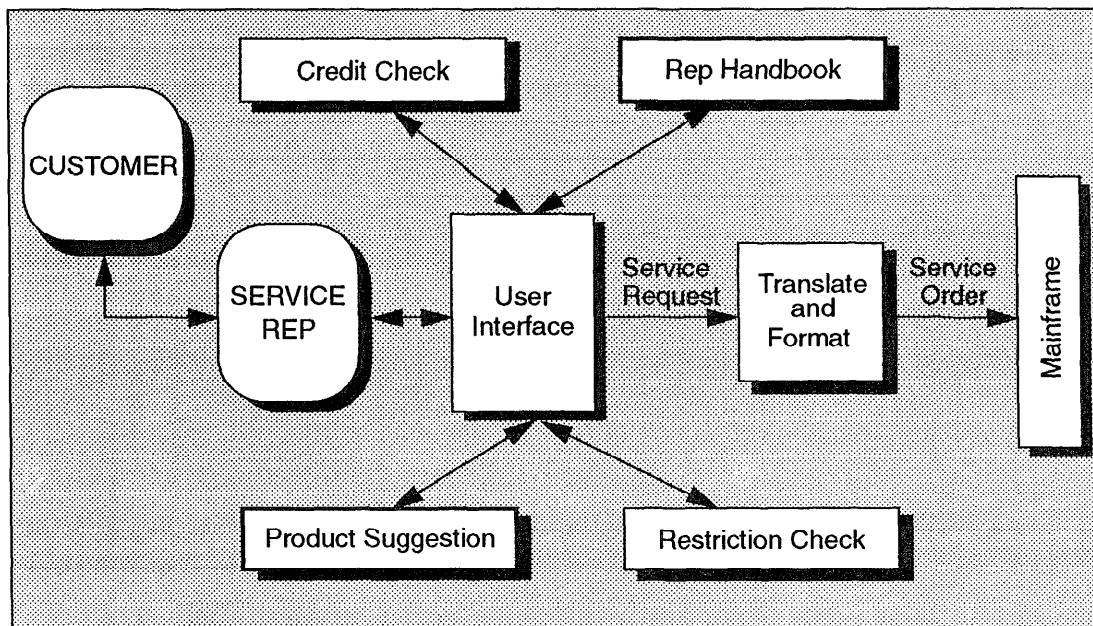 Credit Check
Rep Handbook
CUSTOMER
SERVICE
REP
User
Interface
Service
Request
Translate
and
Format
Service
Order
Mainframe
Product Suggestion
Restriction Check